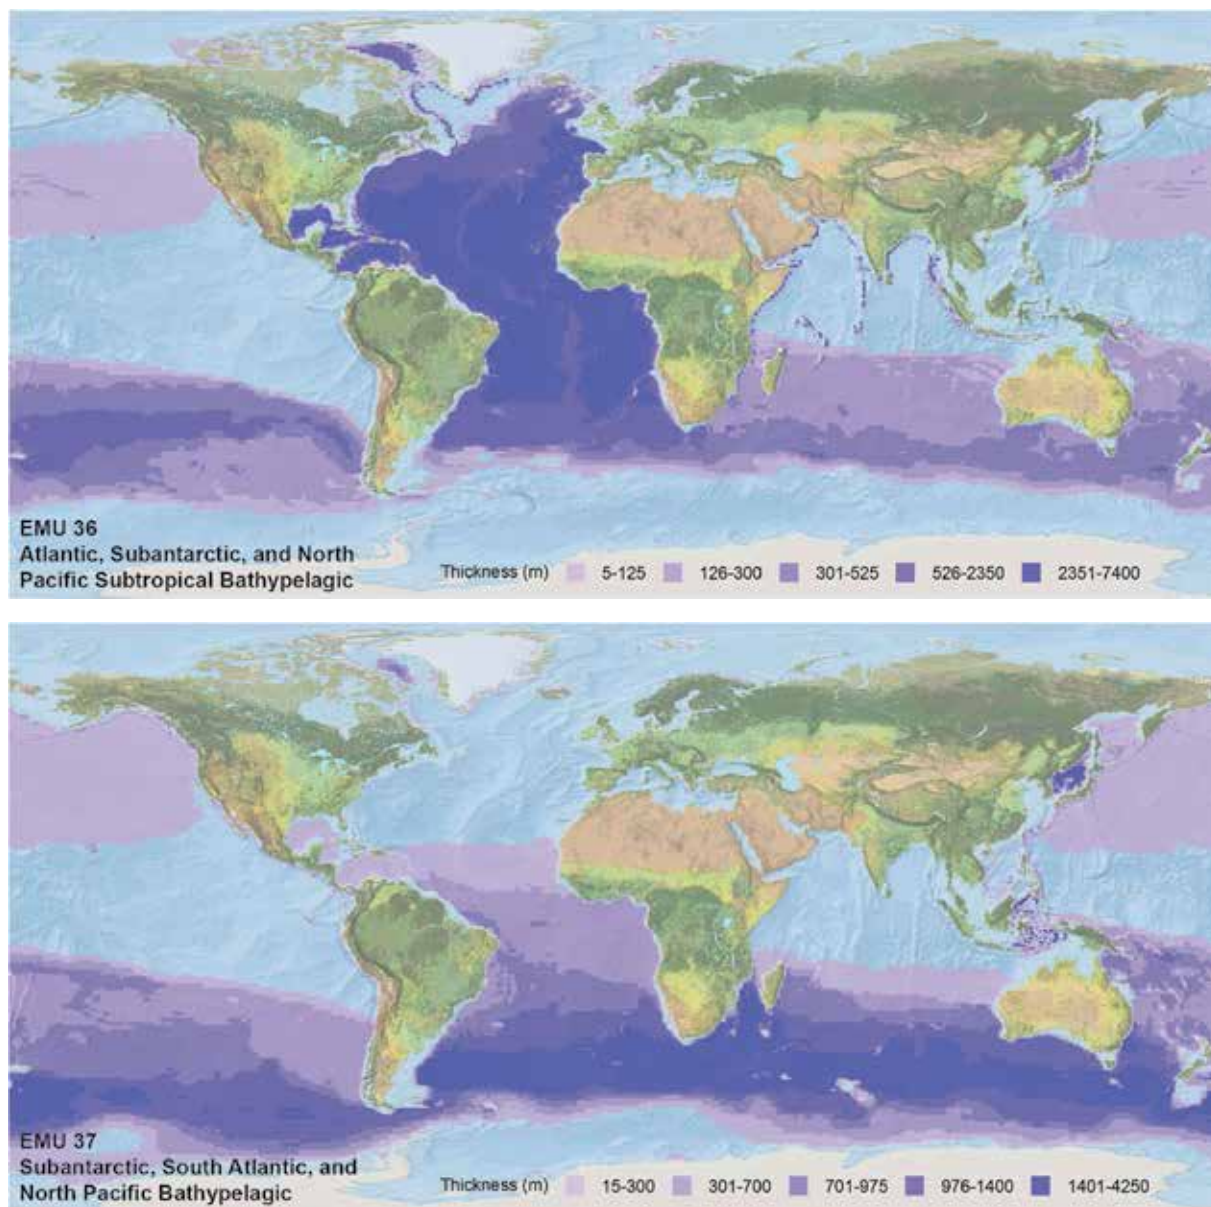 EMU 36
Atlantic, Subantarctic, and North
Pacific Subtropical Bathypelagic
Thickness (m) 5-125 126-300 301-525 526-2350 2351-7400
EMU 37
Subantarctic, South Atlantic, and
North Pacific Bathypelagic
Thickness (m) 15-300 301-700 701-975 976-1400 1401-4250